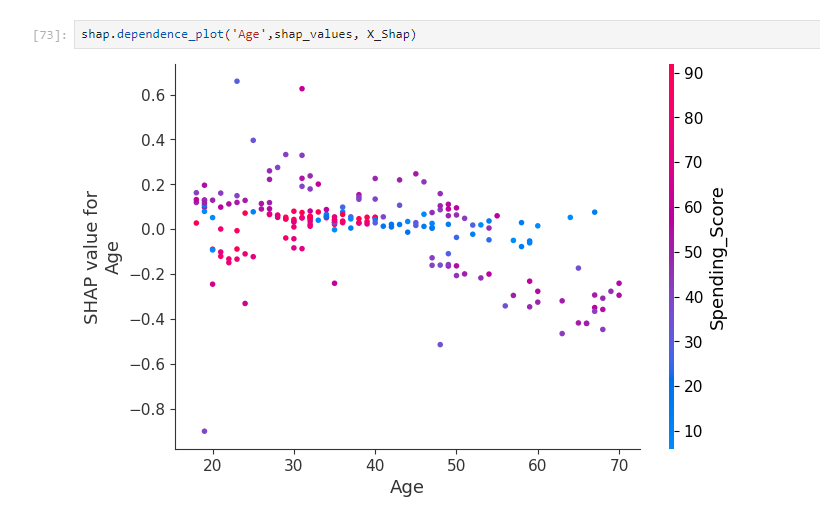 [73]: shap.dependence_plot('Age',shap_values, X_Shap)
0.6
0.4
0.2
0.0
−0.2
−0.4
−0.6
−0.8
SHAP value for
Age
20 30 40 50 60 70
Age
90
80
70
60
50
40
30
20
10
Spending_Score